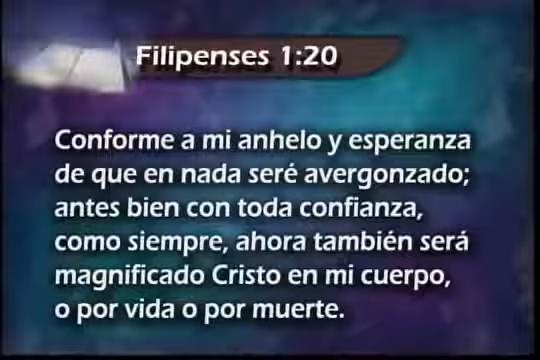 Filipenses 1:20
Conforme a mi anhelo y esperanza
de que en nada seré avergonzado;
antes bien con toda confianza,
como siempre, ahora también será
magnificado Cristo en mi cuerpo,
o por vida o por muerte.